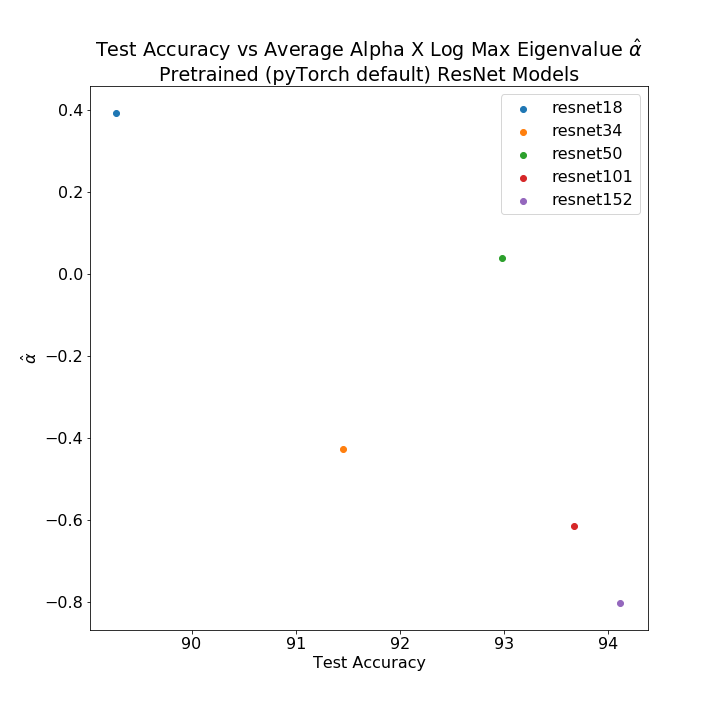 Test Accuracy vs Average Alpha X Log Max Eigenvalue α̂
Pretrained (pyTorch default) ResNet Models
resnet18
resnet34
resnet50
resnet101
resnet152
0.4
0.2
0.0
−0.2
−0.4
−0.6
−0.8
α̂
90 91 92 93 94
Test Accuracy